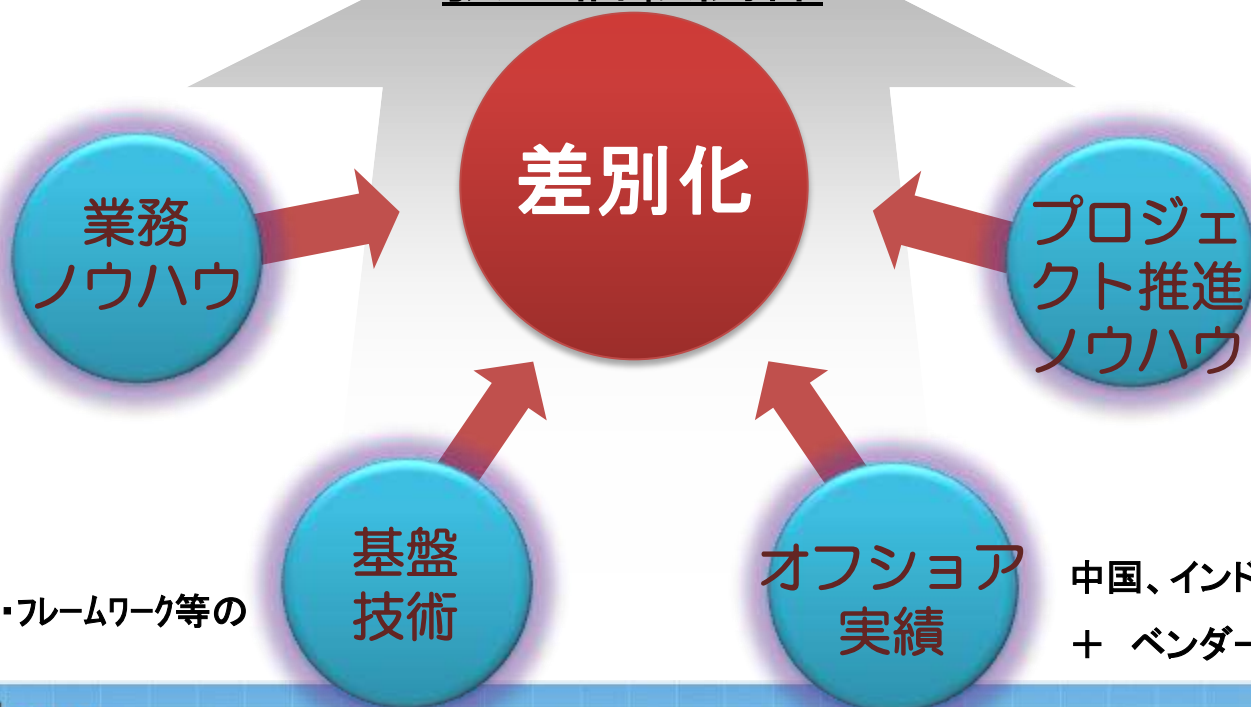 差別化
業務
ノウハウ
プロジェ
クト推進
ノウハウ
基盤
技術
オフショア
実績
・フレームワーク等の
中国、インド
＋ ベンダー